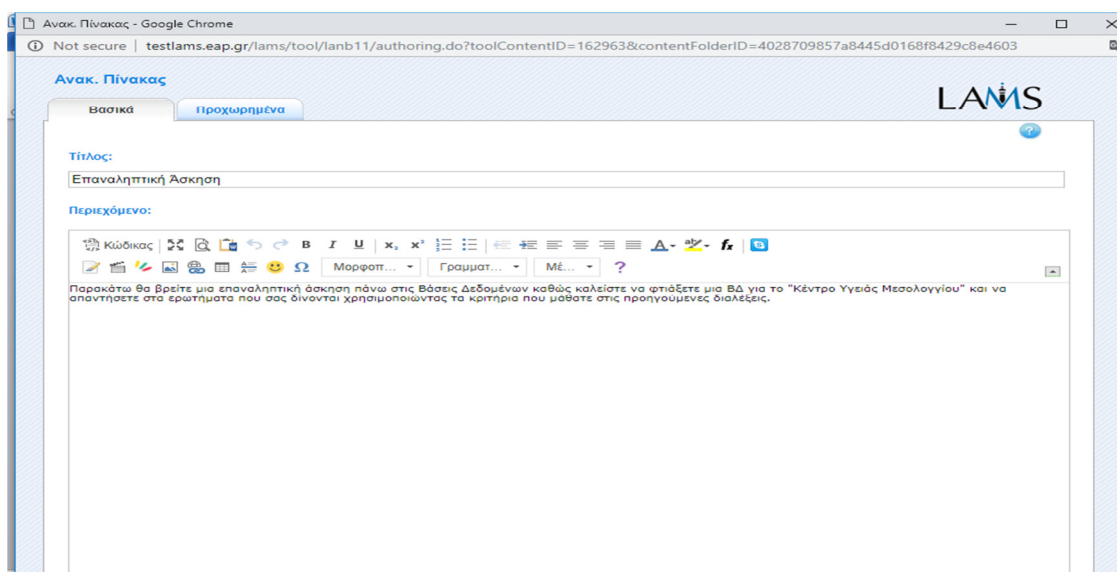 Ανακ. Πίνακας - Google Chrome
Not secure | testlams.eap.gr/lams/tool/lanb11/authoring.do?toolContentID=162963&contentFolderID=4028709857a8445d0168f8429c8e4603
Ανακ. Πίνακας
LAMS
Βασικά Προχωρημένα
Τίτλος:
Επαναληπτική Άσκηση
Περιεχόμενο:
Κώδικας
Μορφοπ... Γραμματ... Μέ...
Παρακάτω θα βρείτε μια επαναληπτική άσκηση πάνω στις Βάσεις Δεδομένων καθώς καλείστε να φτιάξετε μια ΒΔ για το "Κέντρο Υγειάς Μεσολογγίου" και να
απαντήσετε στα ερωτήματα που σας δίνονται χρησιμοποιώντας τα κριτήρια που μάθατε στις προηγούμενες διαλέξεις.